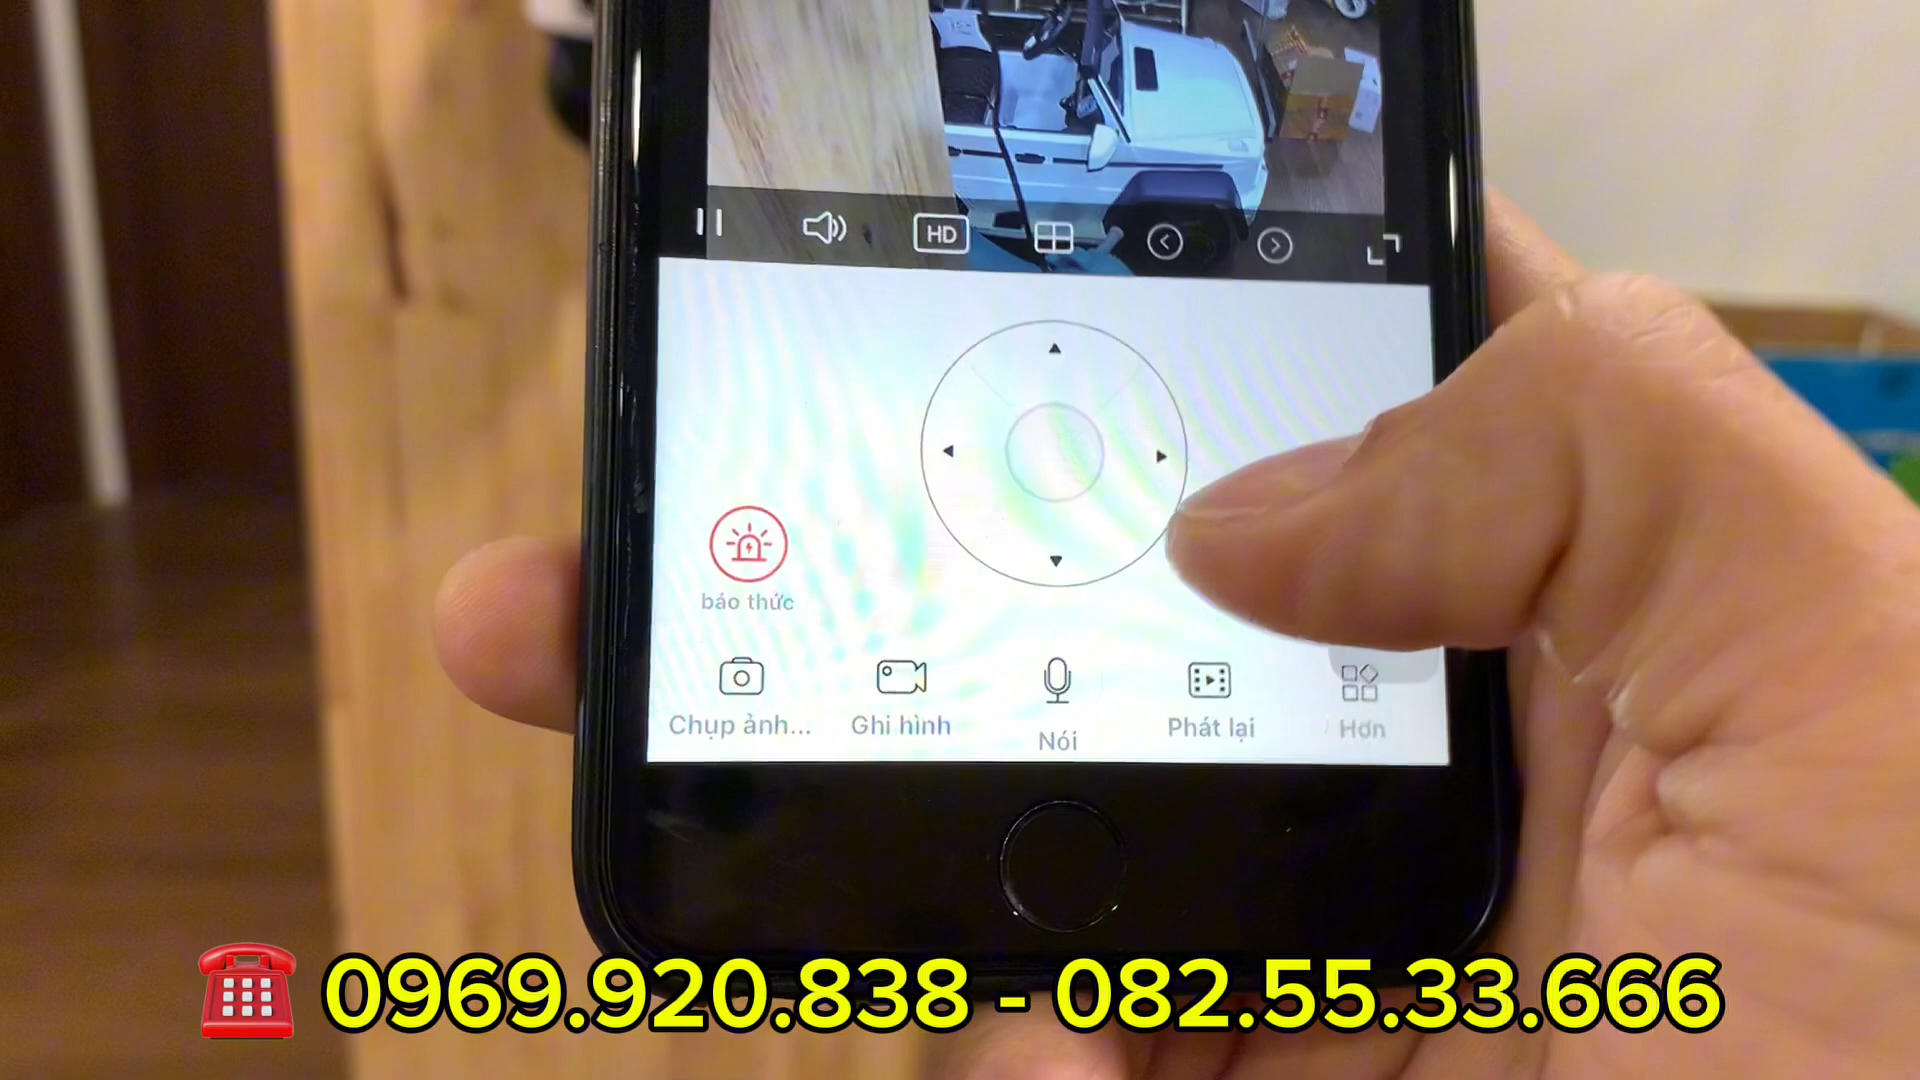 HD
báo thức
Chụp ảnh...
Ghi hình
Nói
Phát lại
Hơn
0969.920.838 - 082.55.33.666